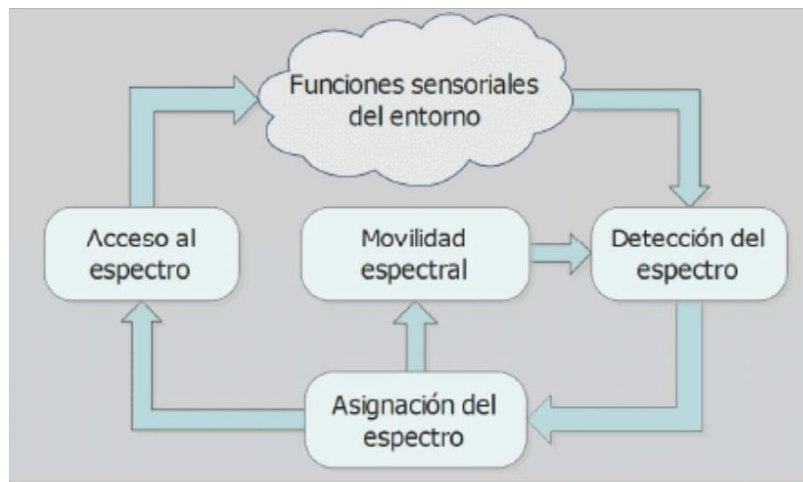 Funciones sensoriales
del entorno
Acceso al
espectro
Movilidad
espectral
Detección del
espectro
Asignación del
espectro